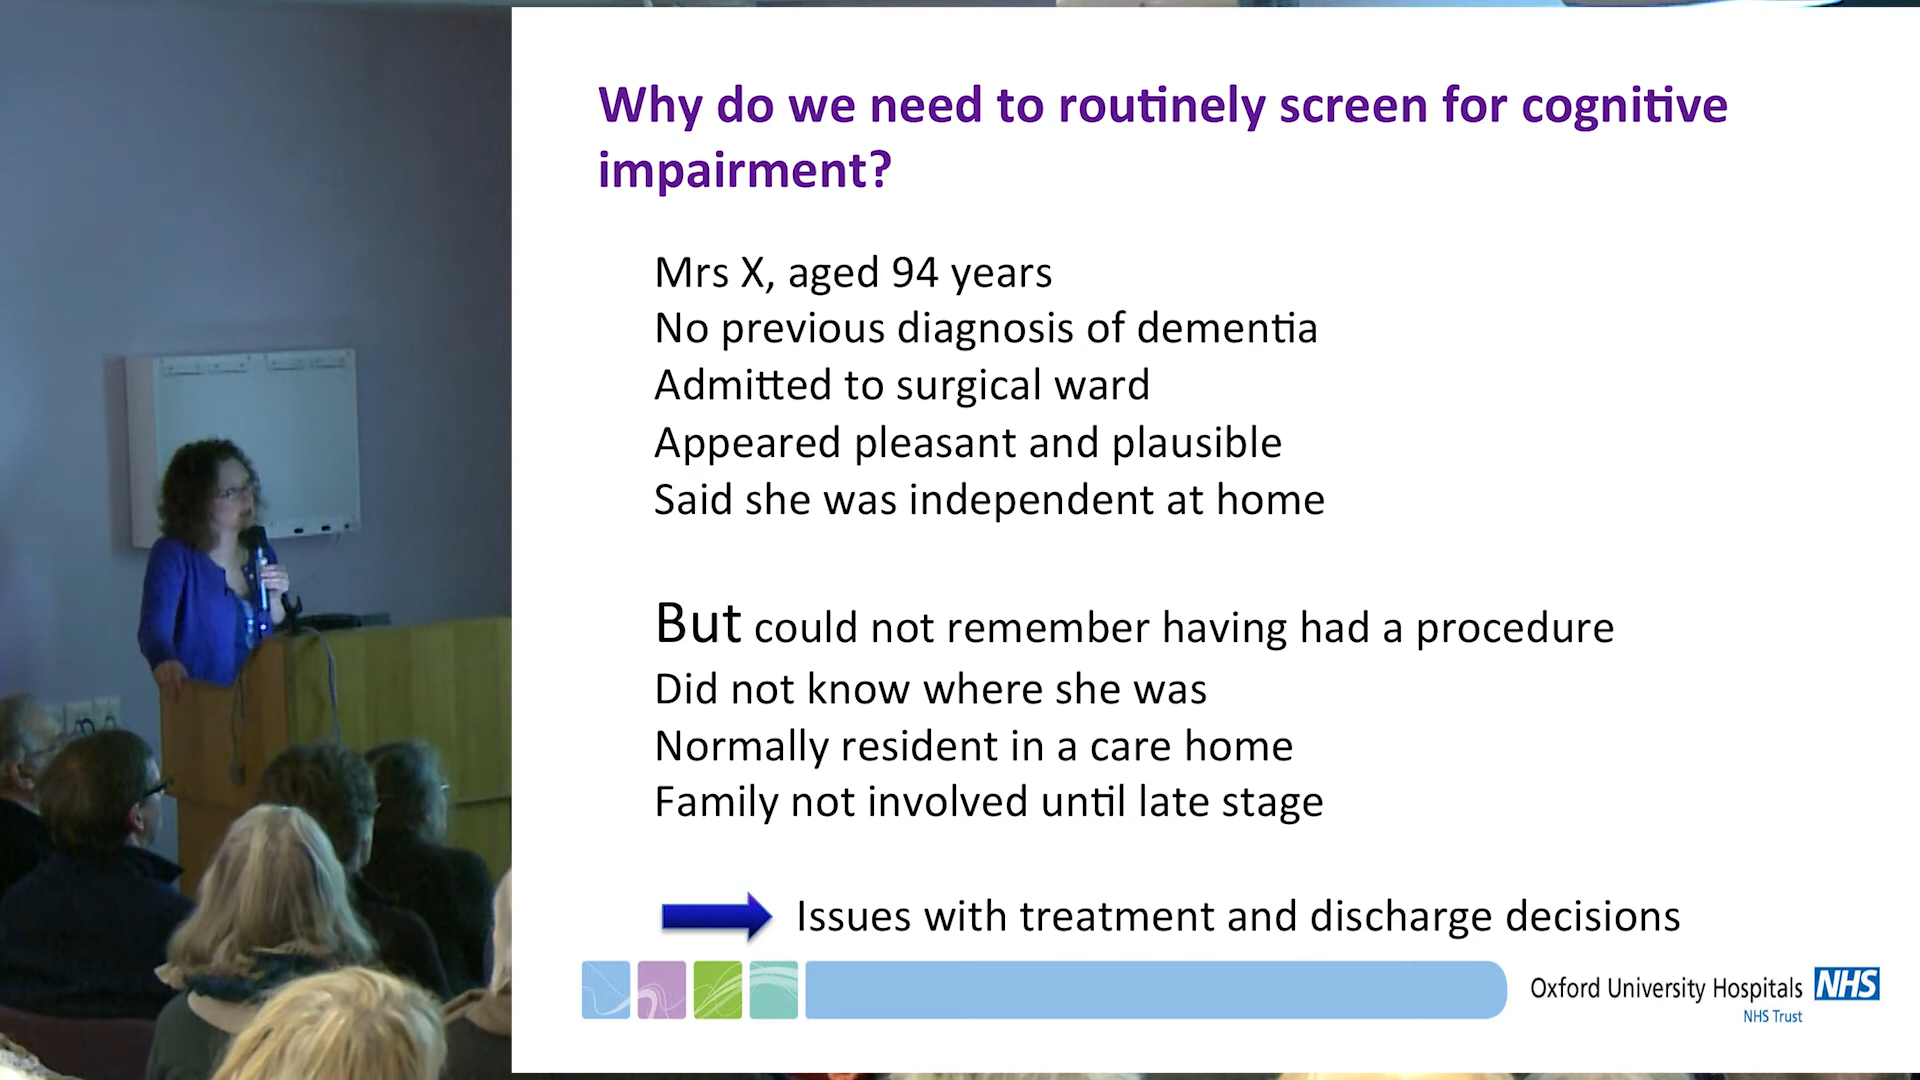 Why do we need to routinely screen for cognitive
impairment?
Mrs X, aged 94 years
No previous diagnosis of dementia
Admitted to surgical ward
Appeared pleasant and plausible
Said she was independent at home
But could not remember having had a procedure
Did not know where she was
Normally resident in a care home
Family not involved until late stage
Issues with treatment and discharge decisions
Oxford University Hospitals NHS
NHS Trust